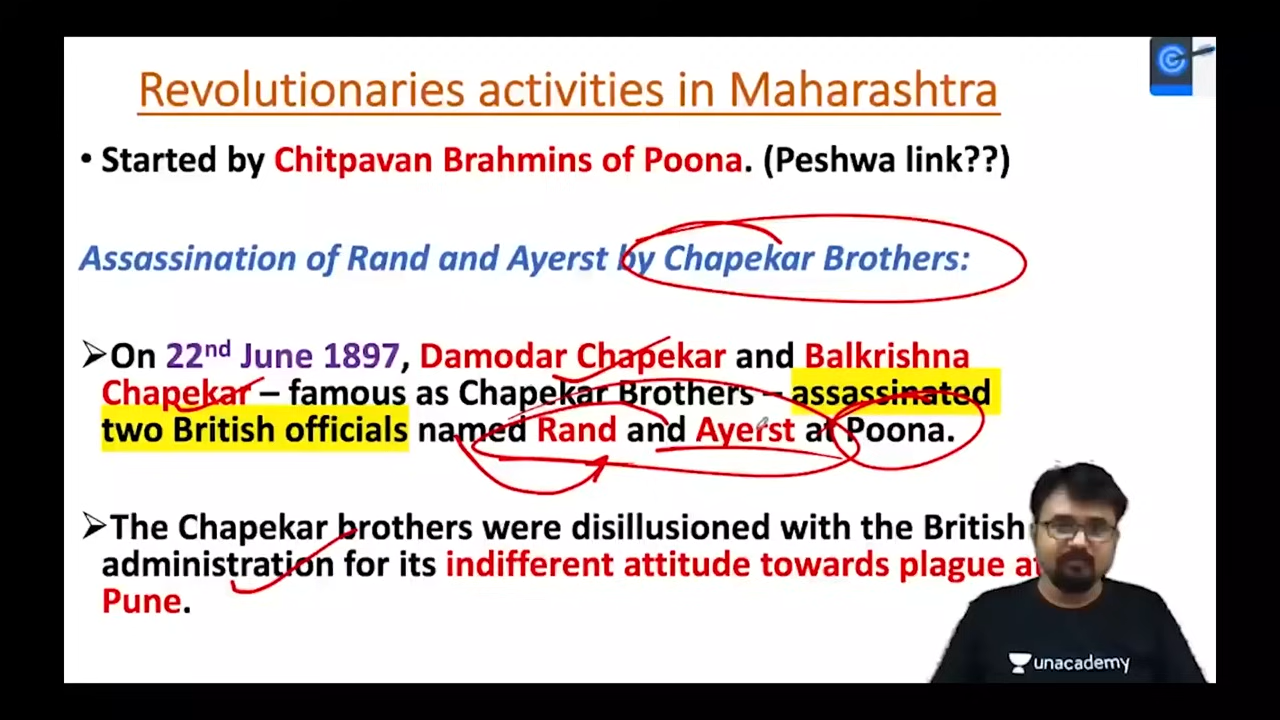 Revolutionaries activities in Maharashtra
• Started by Chitpavan Brahmins of Poona. (Peshwa link??)
Assassination of Rand and Ayerst by Chapekar Brothers:
➢On 22nd June 1897, Damodar Chapekar and Balkrishna
Chapekar – famous as Chapekar Brothers – assassinated
two British officials named Rand and Ayerst at Poona.
➢The Chapekar brothers were disillusioned with the British
administration for its indifferent attitude towards plague at
Pune.
unacademy